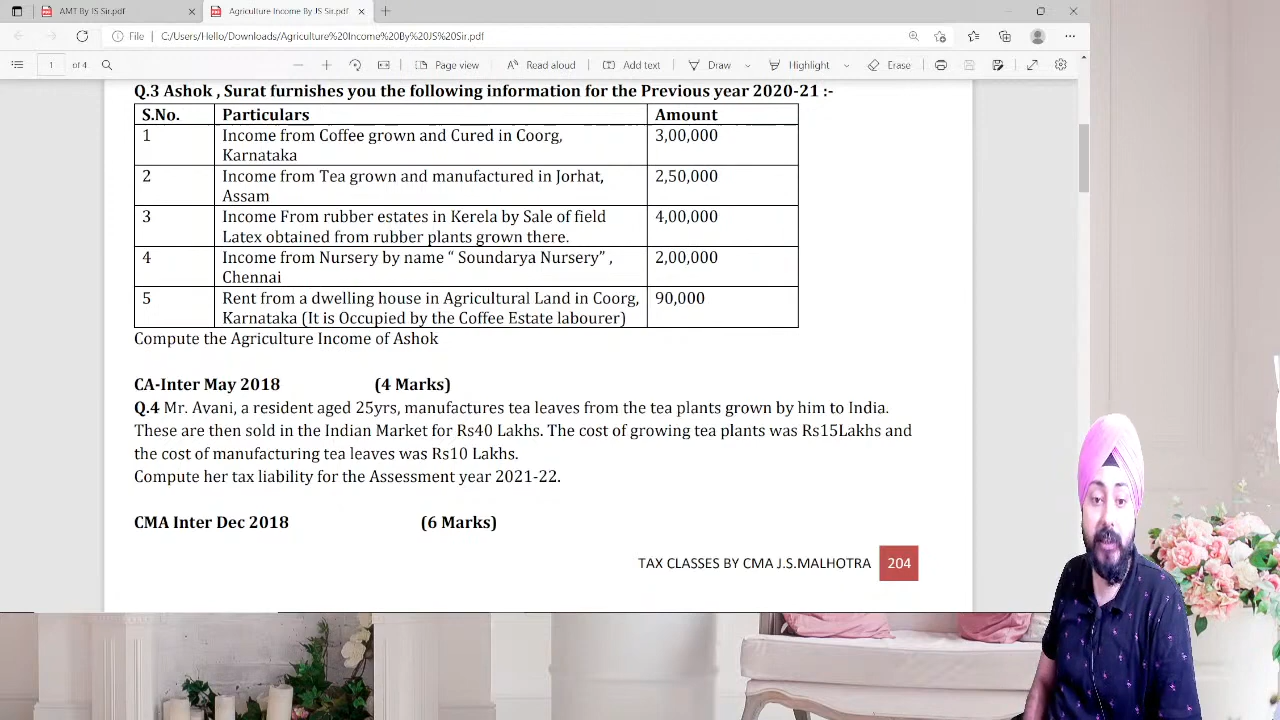 AMT By IS Sir.pdf
Agriculture Income By IS Sir.pdf
File | C:/Users/Hello/Downloads/Agriculture%20Income%20By%20JS%20Sir.pdf
1 of 4
Page view
Read aloud
Add text
Draw
Highlight
Erase
Q.3 Ashok , Surat furnishes you the following information for the Previous year 2020-21 :-
S.No. Particulars Amount
1 Income from Coffee grown and Cured in Coorg, 3,00,000
Karnataka
2 Income from Tea grown and manufactured in Jorhat, 2,50,000
Assam
3 Income From rubber estates in Kerela by Sale of field 4,00,000
Latex obtained from rubber plants grown there.
4 Income from Nursery by name “ Soundarya Nursery” , 2,00,000
Chennai
5 Rent from a dwelling house in Agricultural Land in Coorg, 90,000
Karnataka (It is Occupied by the Coffee Estate labourer)
Compute the Agriculture Income of Ashok
CA-Inter May 2018 (4 Marks)
Q.4 Mr. Avani, a resident aged 25yrs, manufactures tea leaves from the tea plants grown by him to India.
These are then sold in the Indian Market for Rs40 Lakhs. The cost of growing tea plants was Rs15Lakhs and
the cost of manufacturing tea leaves was Rs10 Lakhs.
Compute her tax liability for the Assessment year 2021-22.
CMA Inter Dec 2018 (6 Marks)
TAX CLASSES BY CMA J.S.MALHOTRA 204